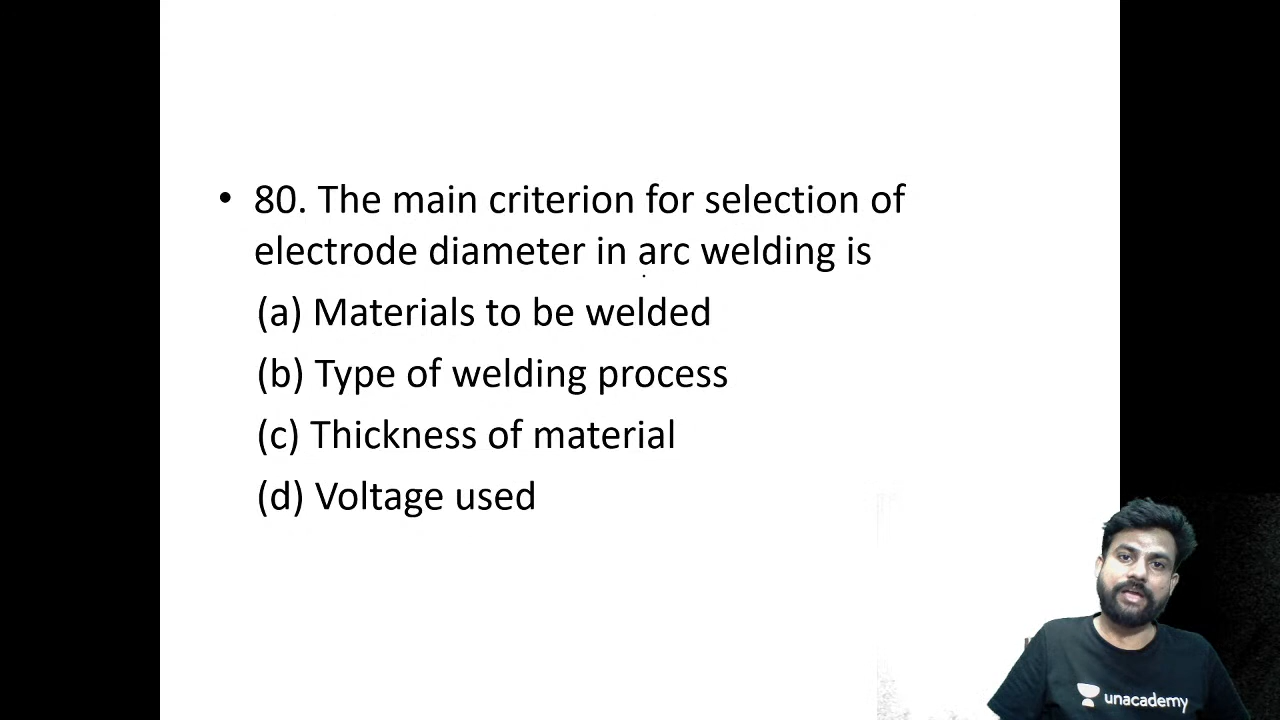 • 80. The main criterion for selection of
electrode diameter in arc welding is
(a) Materials to be welded
(b) Type of welding process
(c) Thickness of material
(d) Voltage used
unacademy